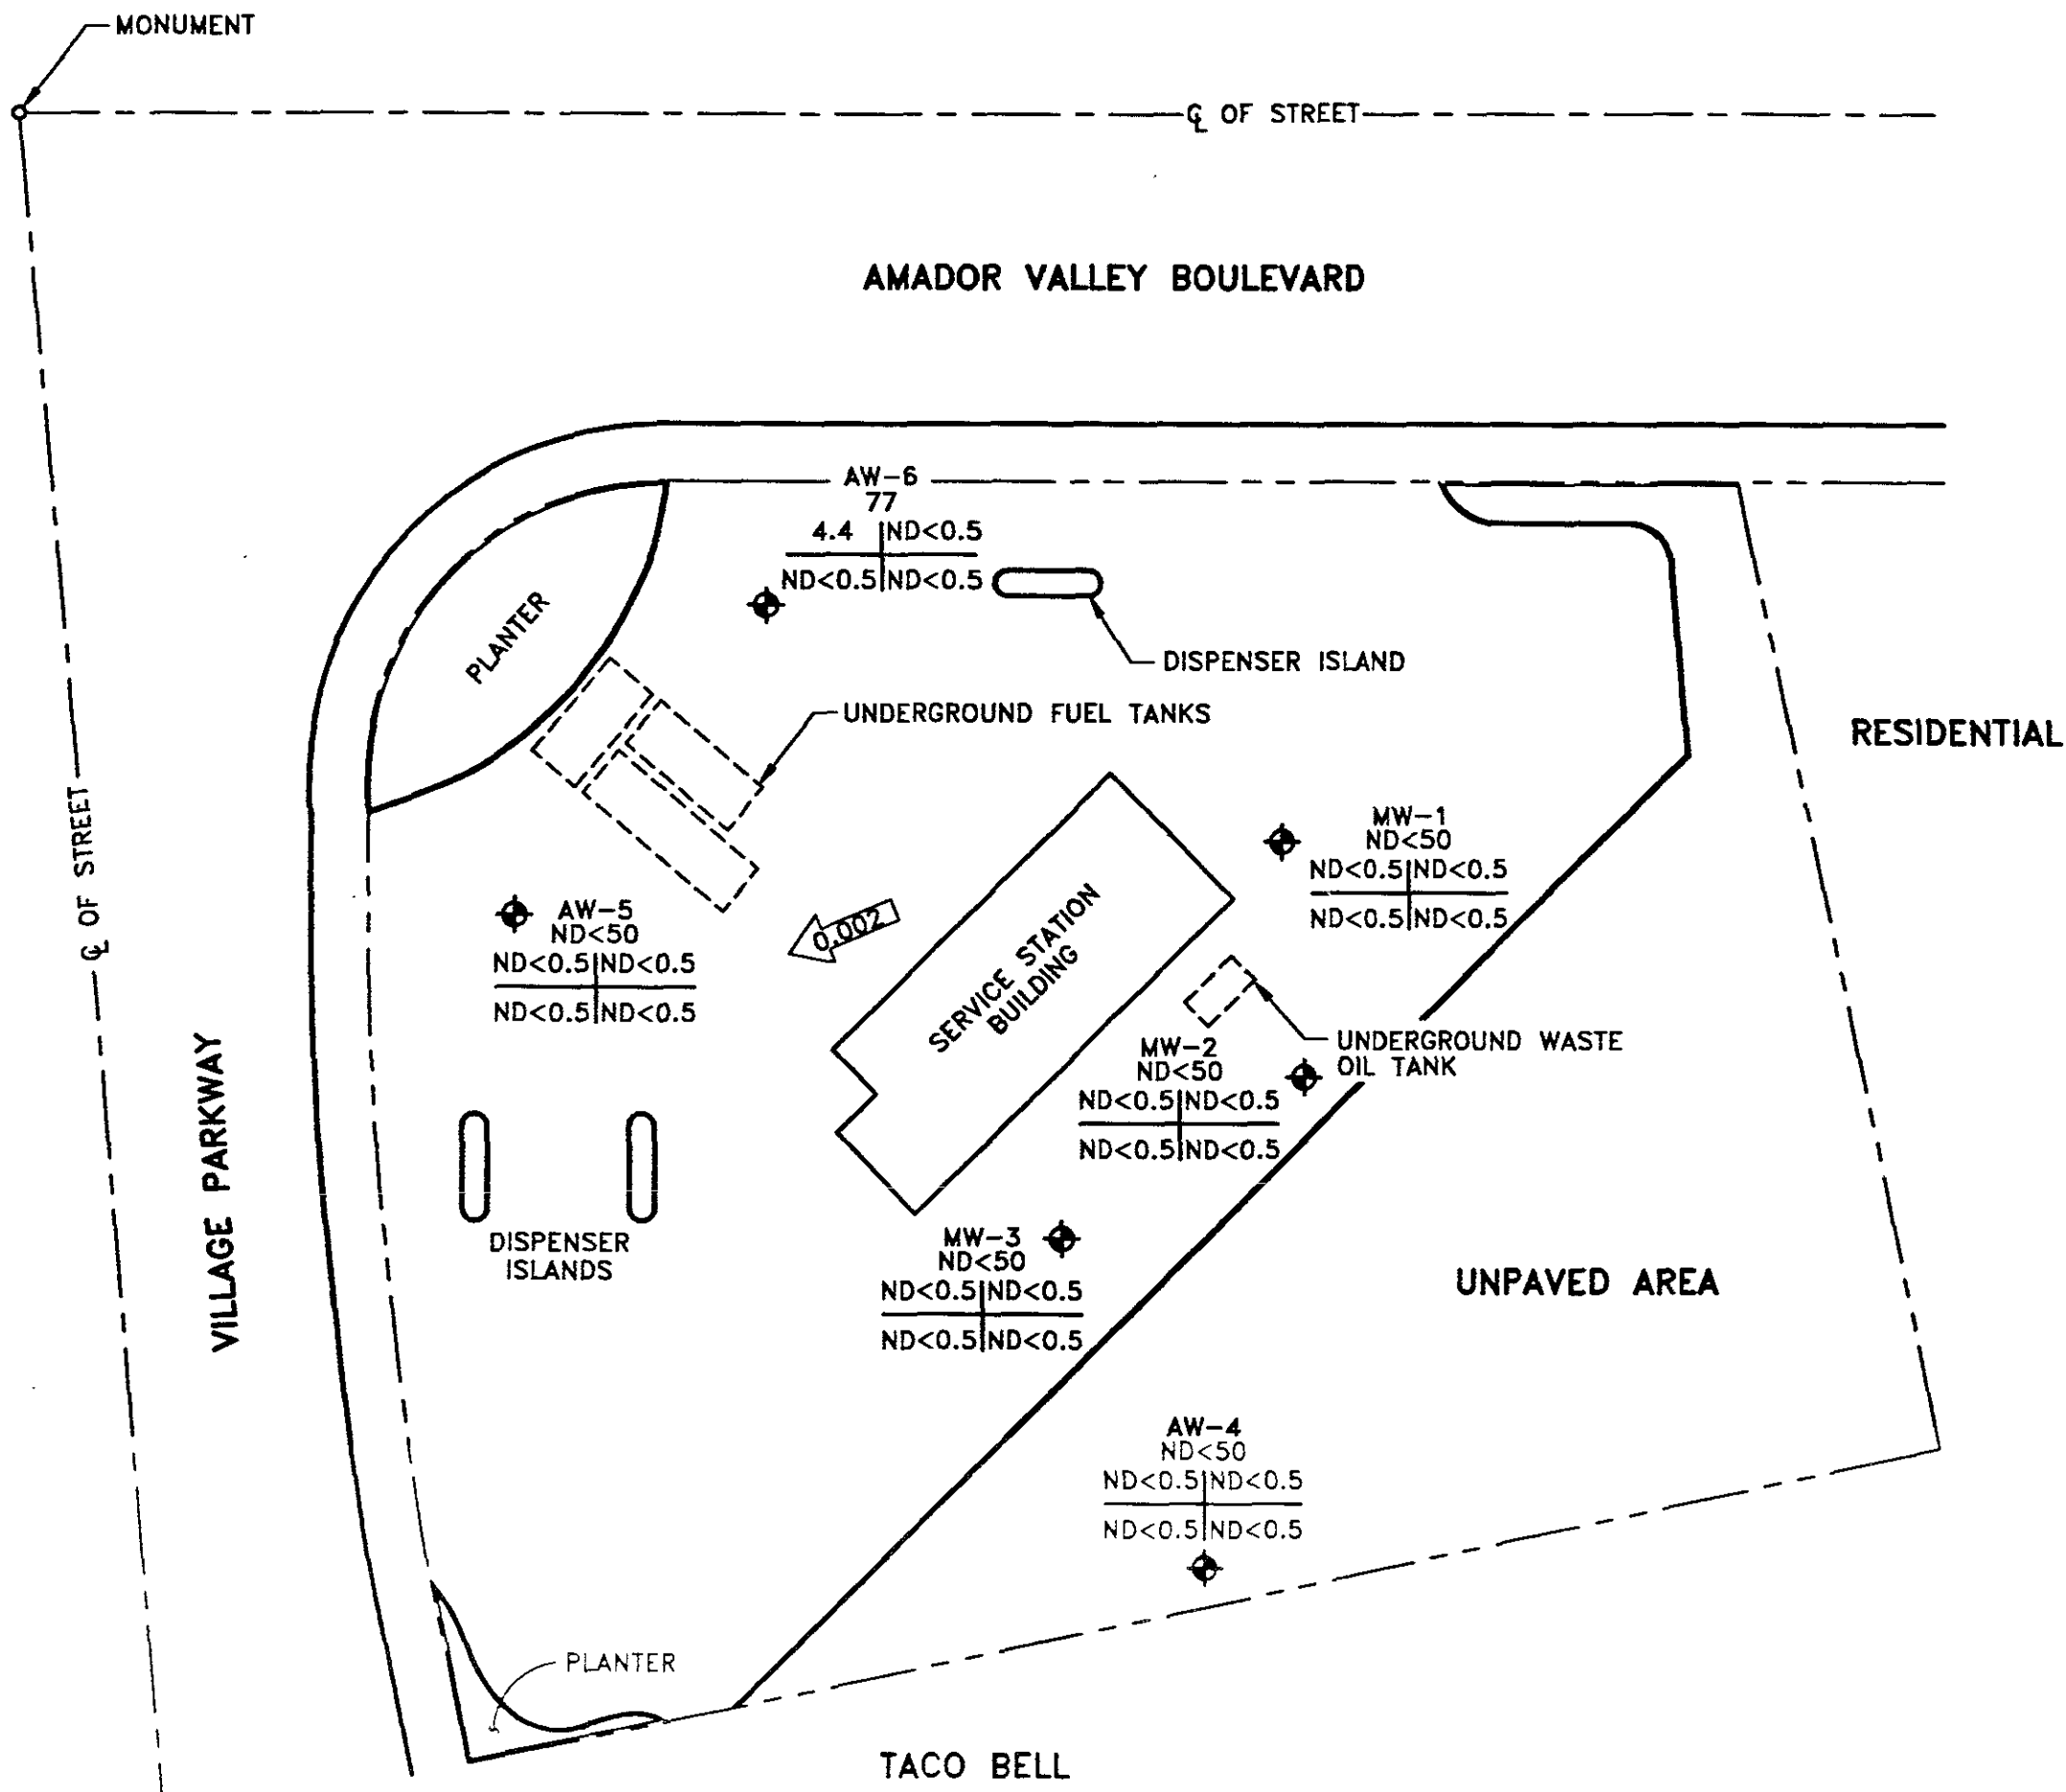 MONUMENT
℄ OF STREET
AMADOR VALLEY BOULEVARD
AW-6
77
4.4 | ND<0.5
ND<0.5 | ND<0.5
PLANTER
DISPENSER ISLAND
UNDERGROUND FUEL TANKS
RESIDENTIAL
MW-1
ND<50
ND<0.5 | ND<0.5
ND<0.5 | ND<0.5
℄ OF STREET
AW-5
ND<50
ND<0.5 | ND<0.5
ND<0.5 | ND<0.5
0.002
SERVICE STATION
BUILDING
UNDERGROUND WASTE
OIL TANK
MW-2
ND<50
ND<0.5 | ND<0.5
ND<0.5 | ND<0.5
VILLAGE PARKWAY
DISPENSER
ISLANDS
MW-3
ND<50
ND<0.5 | ND<0.5
ND<0.5 | ND<0.5
UNPAVED AREA
AW-4
ND<50
ND<0.5 | ND<0.5
ND<0.5 | ND<0.5
PLANTER
TACO BELL